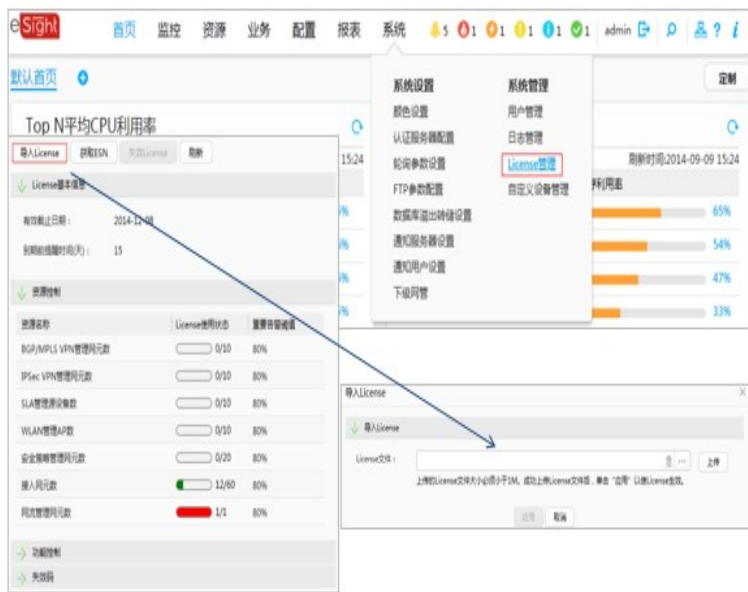 eSight 首页 监控 资源 业务 配置 报表 系统 5 1 1 1 1 1 admin ? i
默认首页 定制
系统设置 系统管理
颜色设置 用户管理
认证服务器配置 日志管理
轮询参数设置 License管理
FTP参数配置 自定义设备管理
数据库溢出转储设置
通知服务器设置
通知用户设置
下级网管
Top N平均CPU利用率
15:24
刷新时间:2014-09-09 15:24
利用率
65%
54%
47%
33%
导入License 获取ESN 失效License 刷新
License基本信息
有效截止日期: 2014-12-08
到期前提醒时间(天): 15
资源控制
资源名称 License使用状态 重要告警阈值
BGP/MPLS VPN管理网元数 0/10 80%
IPSec VPN管理网元数 0/10 80%
SLA管理源设备数 0/10 80%
WLAN管理AP数 0/10 80%
安全策略管理网元数 0/20 80%
接入网元数 12/60 80%
网流管理网元数 1/1 80%
功能控制
失效码
导入License X
导入License
License文件: ... 上传
上传的License文件大小必须小于1M。成功上传License文件后,单击“应用”以使License生效。
应用 取消